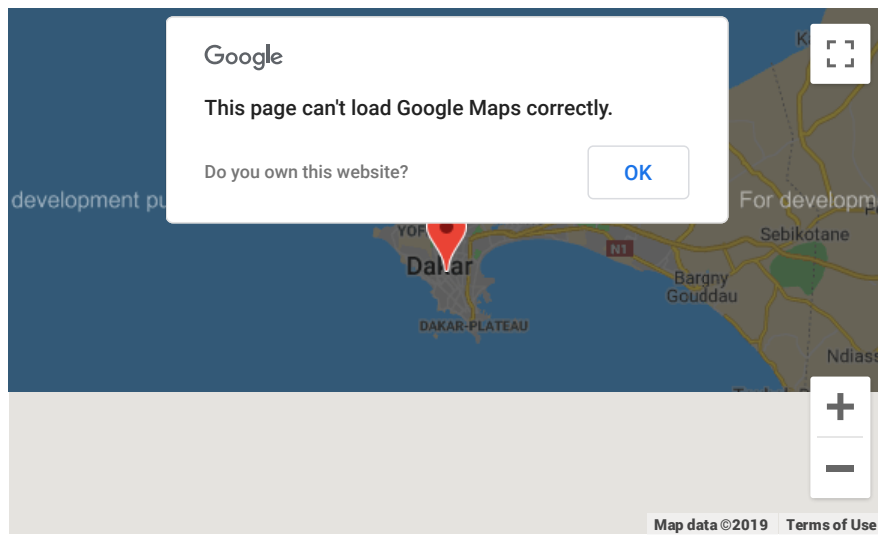 Google
This page can't load Google Maps correctly.
Do you own this website?
OK
development pu
For developm
YOF
Sebikotane
N1
Dakar
Bargny
Gouddau
DAKAR-PLATEAU
Ndiass
Map data ©2019
Terms of Use